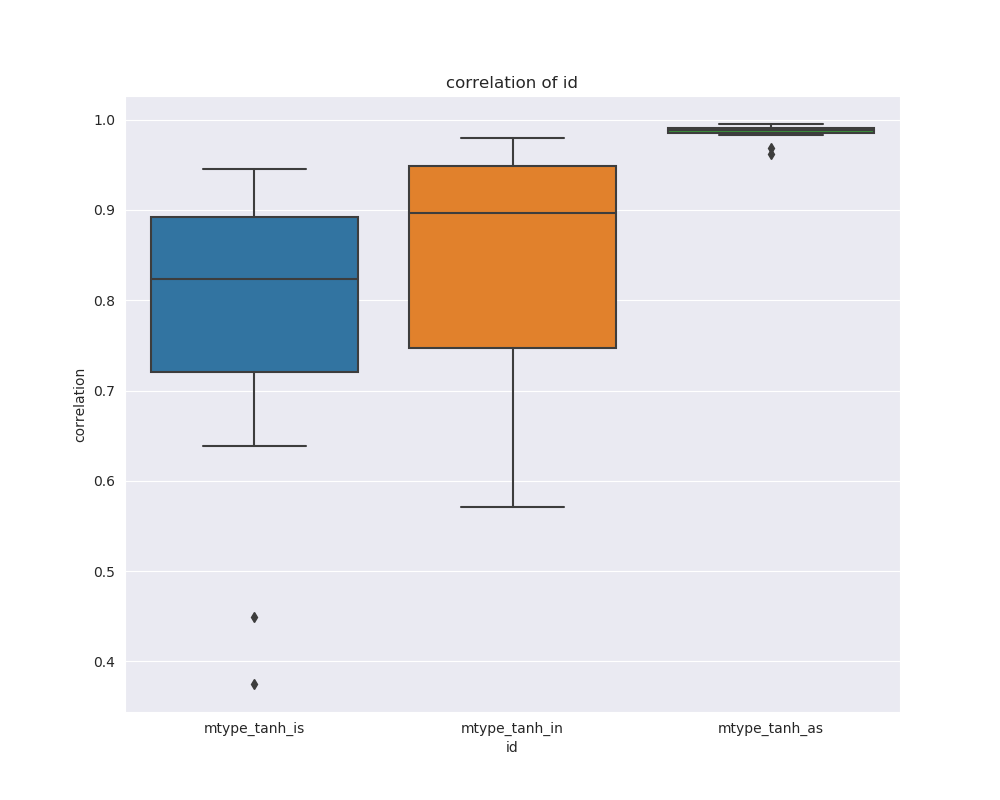 correlation of id
1.0
0.9
0.8
0.7
0.6
0.5
0.4
correlation
mtype_tanh_is
mtype_tanh_in
mtype_tanh_as
id